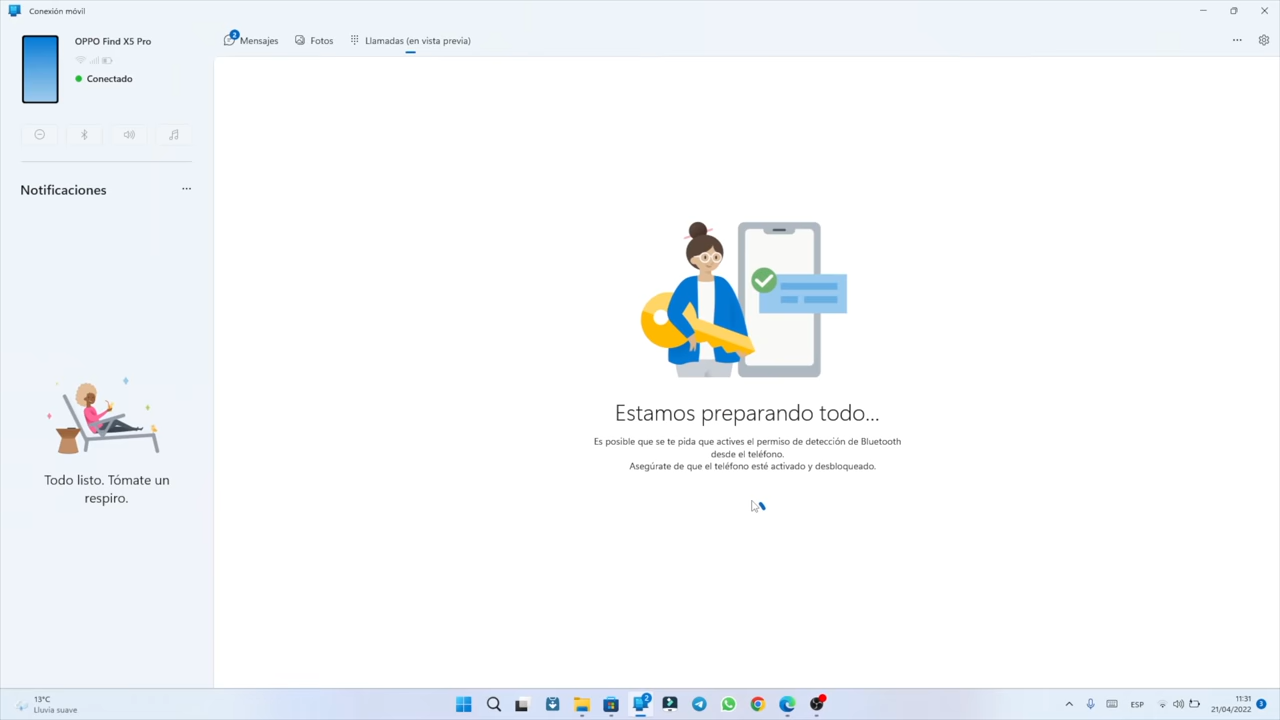 Conexión móvil
OPPO Find X5 Pro
Conectado
2
Mensajes
Fotos
Llamadas (en vista previa)
Notificaciones
Todo listo. Tómate un
respiro.
Estamos preparando todo...
Es posible que se te pida que actives el permiso de detección de Bluetooth
desde el teléfono.
Asegúrate de que el teléfono esté activado y desbloqueado.
13°C
Lluvia suave
2
ESP
11:31
21/04/2022
3